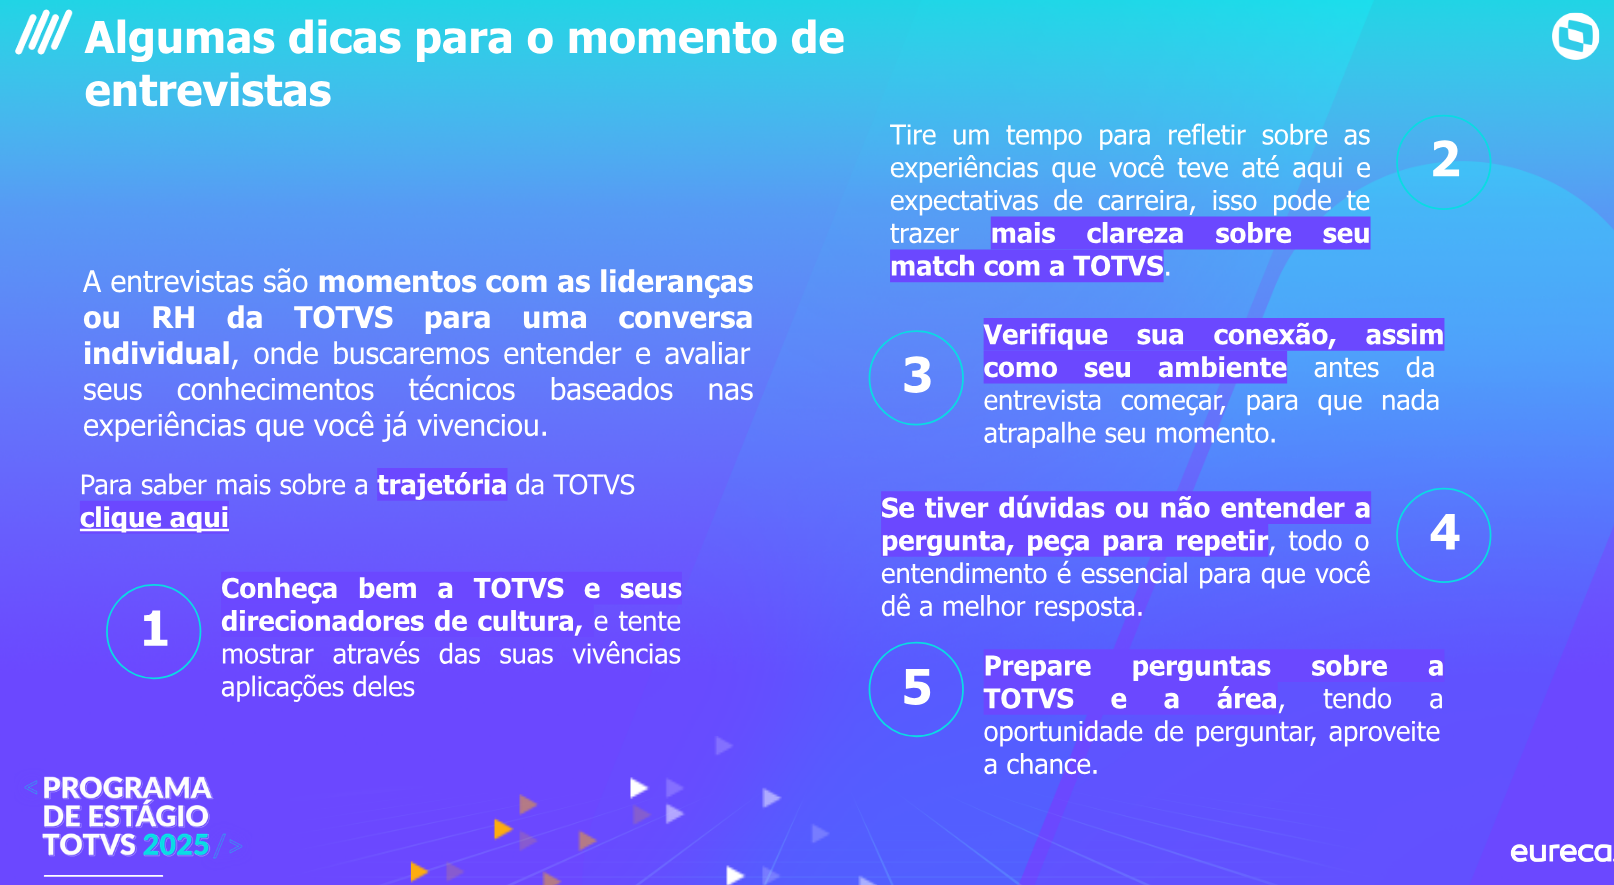 Algumas dicas para o momento de
entrevistas
A entrevistas são momentos com as lideranças
ou RH da TOTVS para uma conversa
individual, onde buscaremos entender e avaliar
seus conhecimentos técnicos baseados nas
experiências que você já vivenciou.
Para saber mais sobre a trajetória da TOTVS
clique aqui
1
Conheça bem a TOTVS e seus
direcionadores de cultura, e tente
mostrar através das suas vivências
aplicações deles
Tire um tempo para refletir sobre as
experiências que você teve até aqui e
expectativas de carreira, isso pode te
trazer mais clareza sobre seu
match com a TOTVS.
2
3
Verifique sua conexão, assim
como seu ambiente antes da
entrevista começar, para que nada
atrapalhe seu momento.
Se tiver dúvidas ou não entender a
pergunta, peça para repetir, todo o
entendimento é essencial para que você
dê a melhor resposta.
4
5
Prepare perguntas sobre a
TOTVS e a área, tendo a
oportunidade de perguntar, aproveite
a chance.
< PROGRAMA
DE ESTÁGIO
TOTVS 2025 />
eureca.